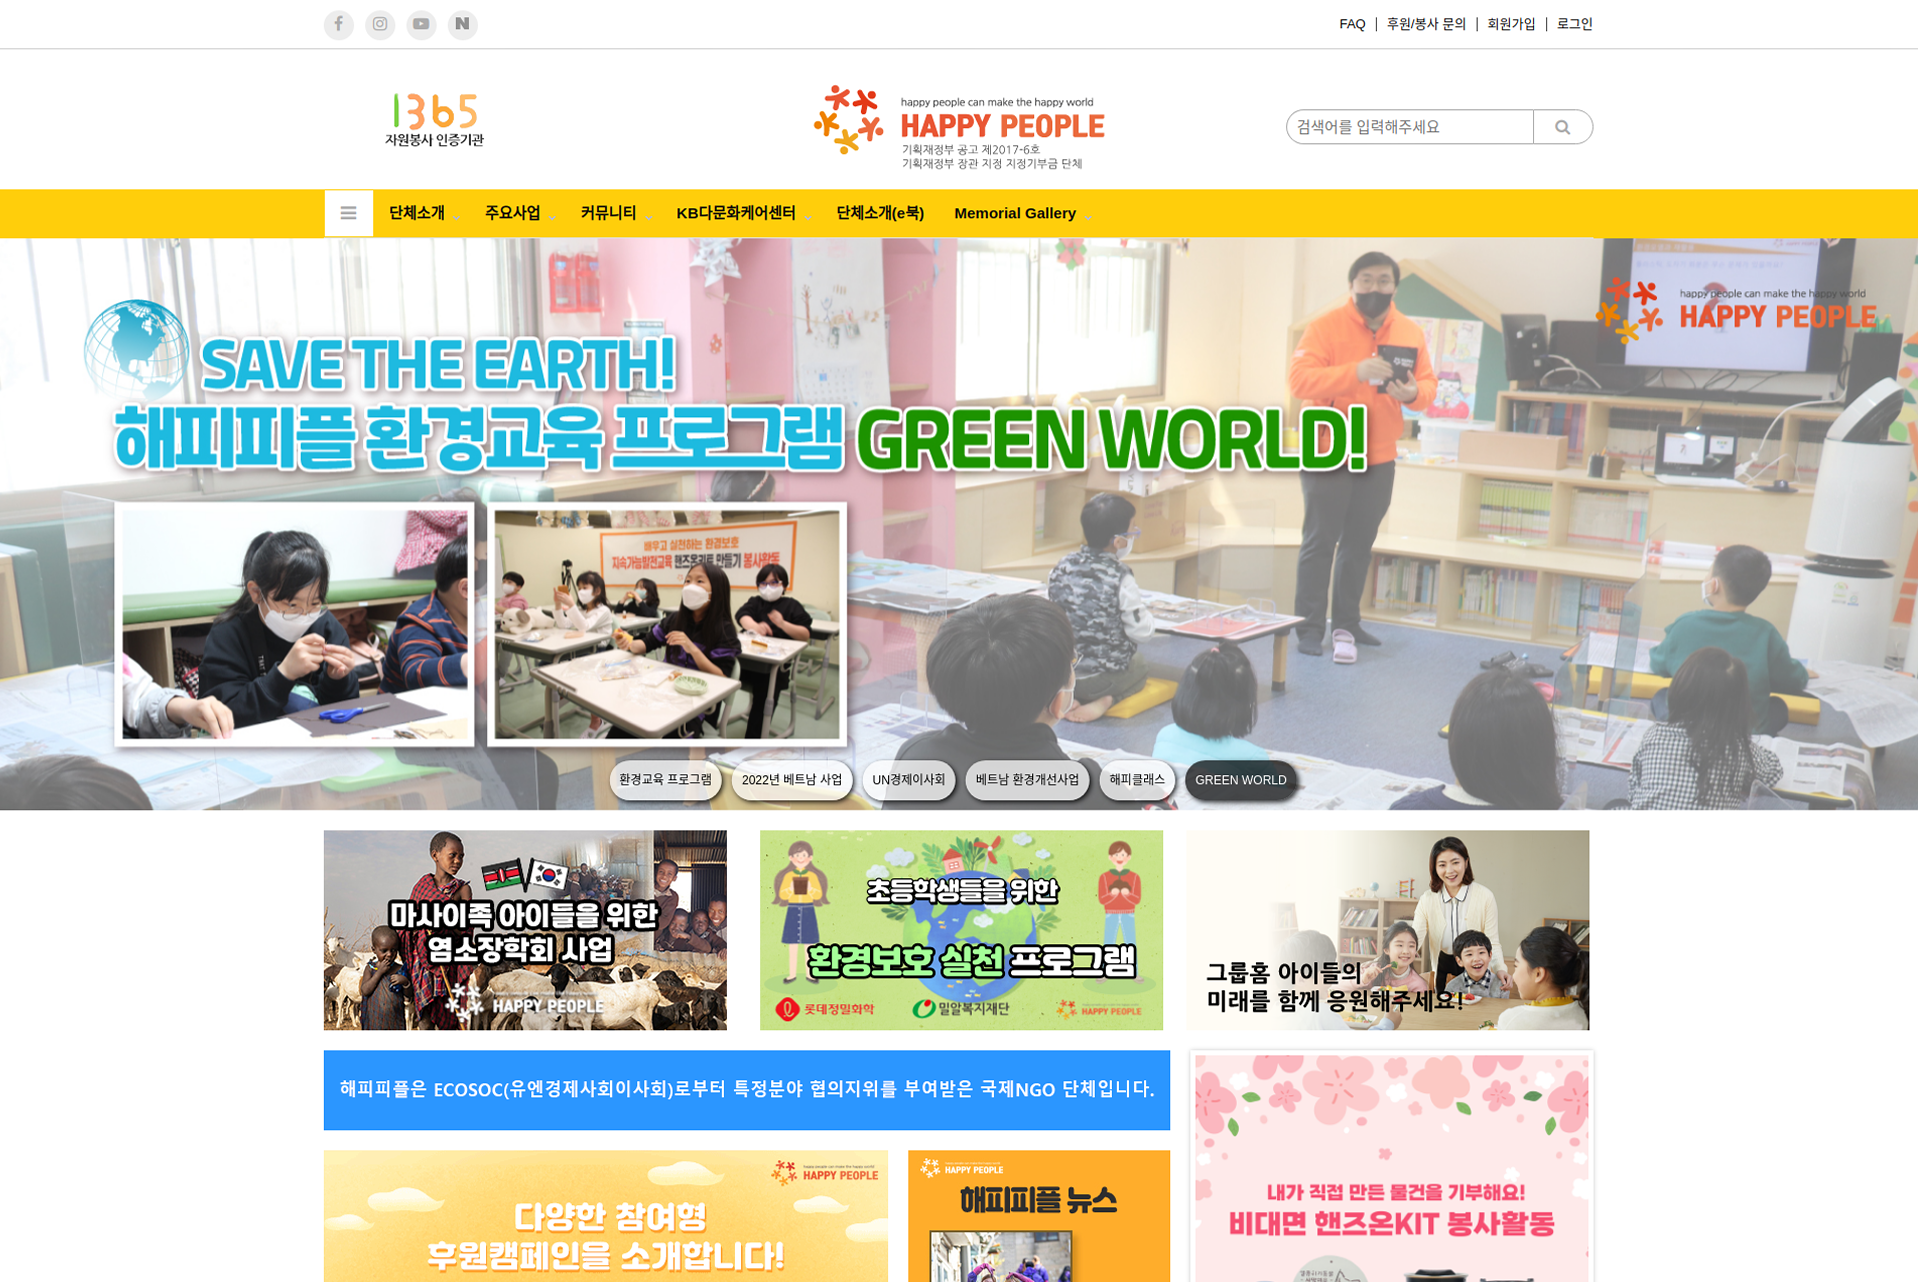 FAQ | 후원/봉사 문의 | 회원가입 | 로그인
1365
자원봉사 인증기관
happy people can make the happy world
HAPPY PEOPLE
기획재정부 공고 제2017-6호
기획재정부 장관 지정 지정기부금 단체
검색어를 입력해주세요
단체소개 주요사업 커뮤니티 KB다문화케어센터 단체소개(e북) Memorial Gallery
happy people can make the happy world
HAPPY PEOPLE
SAVE THE EARTH!
해피피플 환경교육 프로그램 GREEN WORLD!
배우고 실천하는 환경보호
지속가능발전교육 핸즈온키트 만들기 봉사활동
환경교육 프로그램 2022년 베트남 사업 UN경제이사회 베트남 환경개선사업 해피클래스 GREEN WORLD
마사이족 아이들을 위한
염소장학회 사업
HAPPY PEOPLE
초등학생들을 위한
환경보호 실천 프로그램
롯데정밀화학 밀알복지재단 HAPPY PEOPLE
그룹홈 아이들의
미래를 함께 응원해주세요!
해피피플은 ECOSOC(유엔경제사회이사회)로부터 특정분야 협의지위를 부여받은 국제NGO 단체입니다.
happy people can make the happy world
HAPPY PEOPLE
다양한 참여형
후원캠페인을 소개합니다!
HAPPY PEOPLE
해피피플 뉴스
내가 직접 만든 물건을 기부해요!
비대면 핸즈온KIT 봉사활동